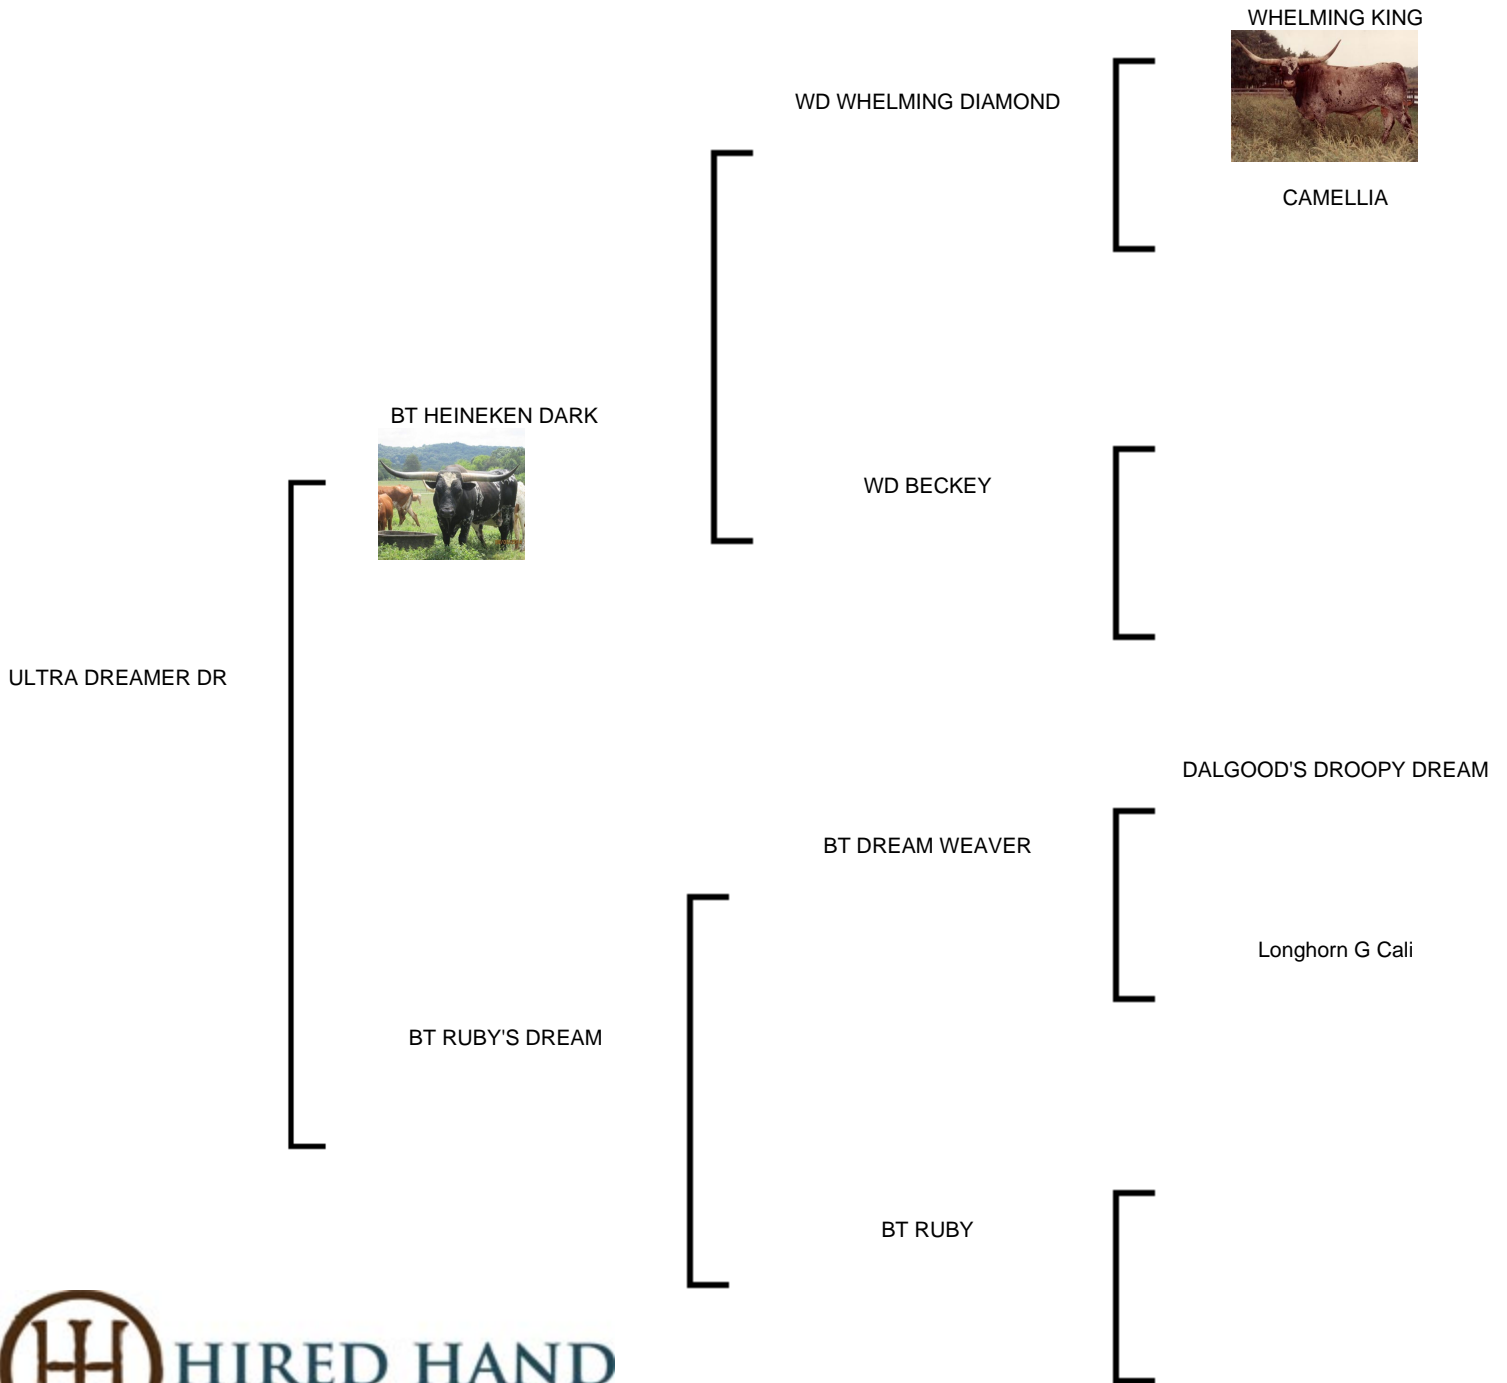 WHELMING KING
WD WHELMING DIAMOND
CAMELLIA
BT HEINEKEN DARK
WD BECKEY
ULTRA DREAMER DR
DALGOOD'S DROOPY DREAM
BT DREAM WEAVER
Longhorn G Cali
BT RUBY'S DREAM
BT RUBY
HIRED HAND